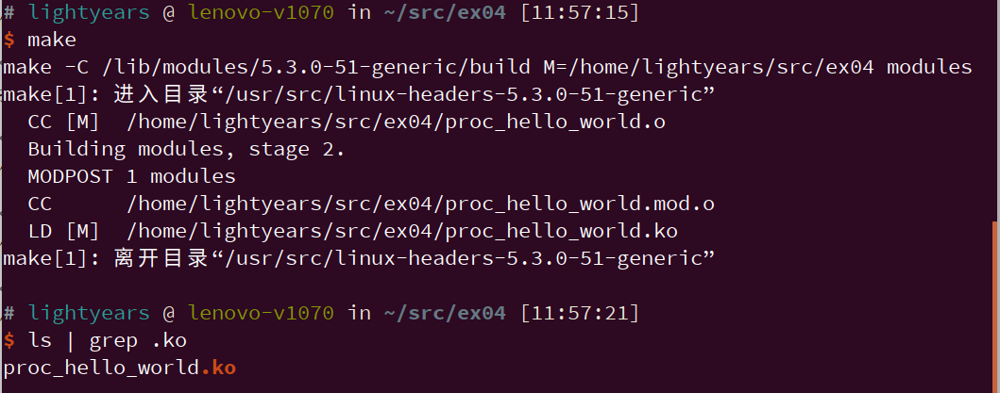 # lightyears @ lenovo-v1070 in ~/src/ex04 [11:57:15]
$ make
make -C /lib/modules/5.3.0-51-generic/build M=/home/lightyears/src/ex04 modules
make[1]: 进入目录“/usr/src/linux-headers-5.3.0-51-generic”
  CC [M]  /home/lightyears/src/ex04/proc_hello_world.o
  Building modules, stage 2.
  MODPOST 1 modules
  CC      /home/lightyears/src/ex04/proc_hello_world.mod.o
  LD [M]  /home/lightyears/src/ex04/proc_hello_world.ko
make[1]: 离开目录“/usr/src/linux-headers-5.3.0-51-generic”
# lightyears @ lenovo-v1070 in ~/src/ex04 [11:57:21]
$ ls | grep .ko
proc_hello_world.ko